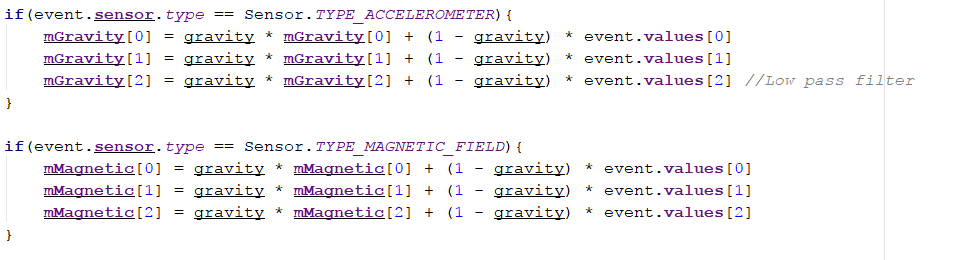 if(event.sensor.type == Sensor.TYPE_ACCELEROMETER){
    mGravity[0] = gravity * mGravity[0] + (1 - gravity) * event.values[0]
    mGravity[1] = gravity * mGravity[1] + (1 - gravity) * event.values[1]
    mGravity[2] = gravity * mGravity[2] + (1 - gravity) * event.values[2] //Low pass filter
}

if(event.sensor.type == Sensor.TYPE_MAGNETIC_FIELD){
    mMagnetic[0] = gravity * mMagnetic[0] + (1 - gravity) * event.values[0]
    mMagnetic[1] = gravity * mMagnetic[1] + (1 - gravity) * event.values[1]
    mMagnetic[2] = gravity * mMagnetic[2] + (1 - gravity) * event.values[2]
}